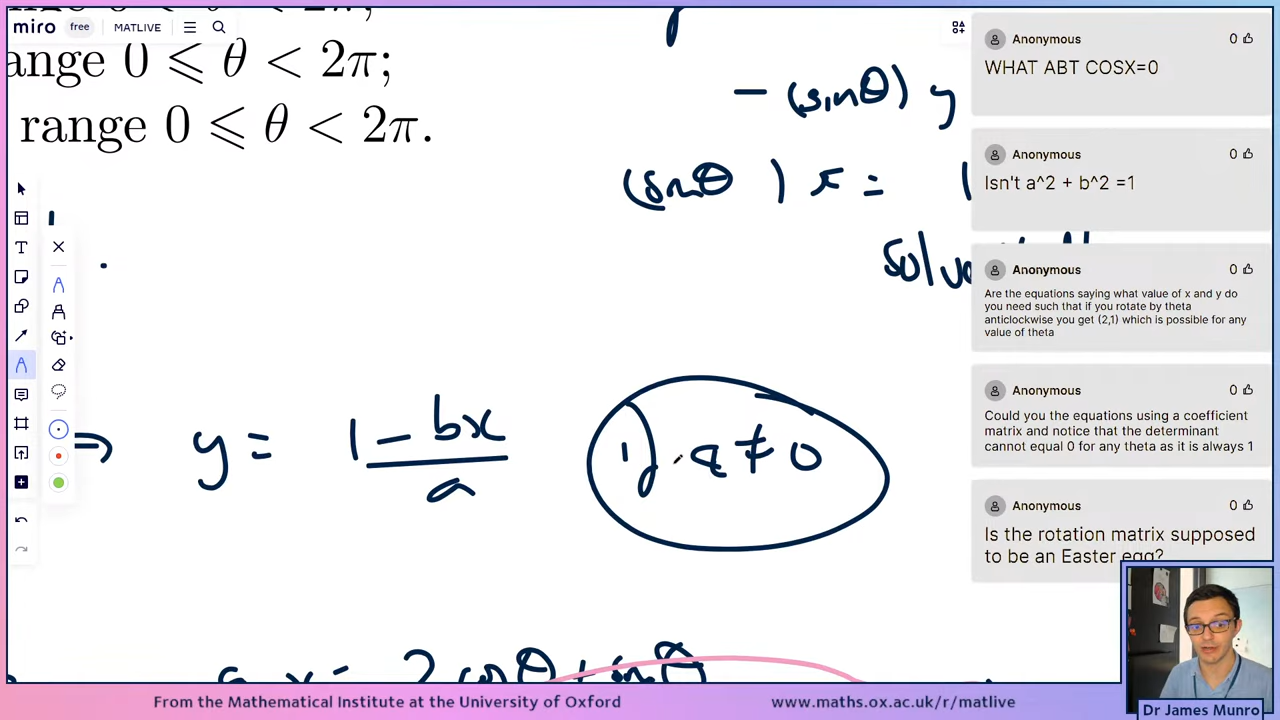 miro free MATLIVE
ange 0 ⩽ θ < 2π;
range 0 ⩽ θ < 2π.
y
− (sinθ) y
(sinθ) x = 1
solve
⇒ y = 1 − bx / a
if a ≠ 0
x = 2 cosθ + sinθ
Anonymous 0
WHAT ABT COSX=0
Anonymous 0
Isn't a^2 + b^2 =1
Anonymous 0
Are the equations saying what value of x and y do
you need such that if you rotate by theta
anticlockwise you get (2,1) which is possible for any
value of theta
Anonymous 0
Could you the equations using a coefficient
matrix and notice that the determinant
cannot equal 0 for any theta as it is always 1
Anonymous 0
Is the rotation matrix supposed
to be an Easter egg?
From the Mathematical Institute at the University of Oxford
www.maths.ox.ac.uk/r/matlive
Dr James Munro